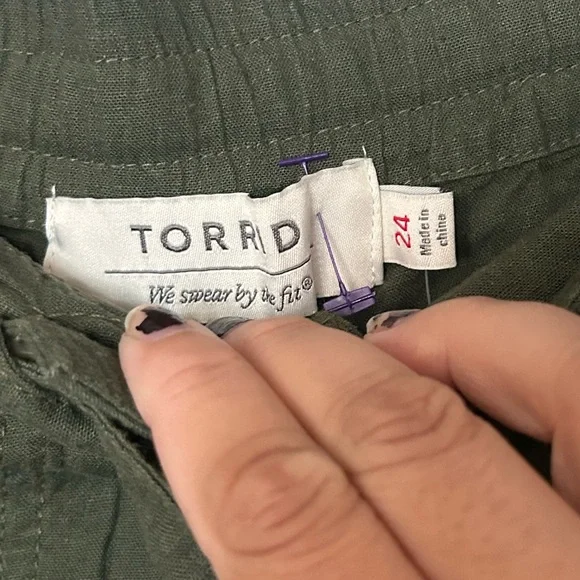 TORRID.
We swear by the fit®
24
Made in
china